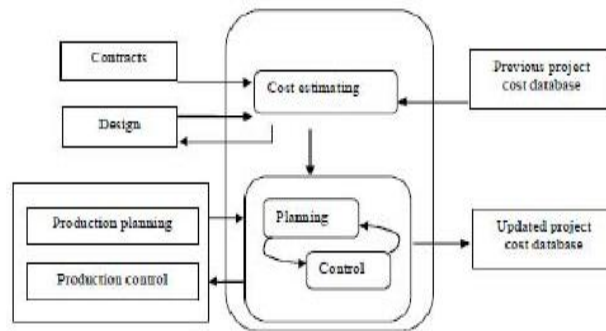 Contracts
Cost estimating
Previous project
cost database
Design
Production planning
Planning
Updated project
cost database
Production control
Control